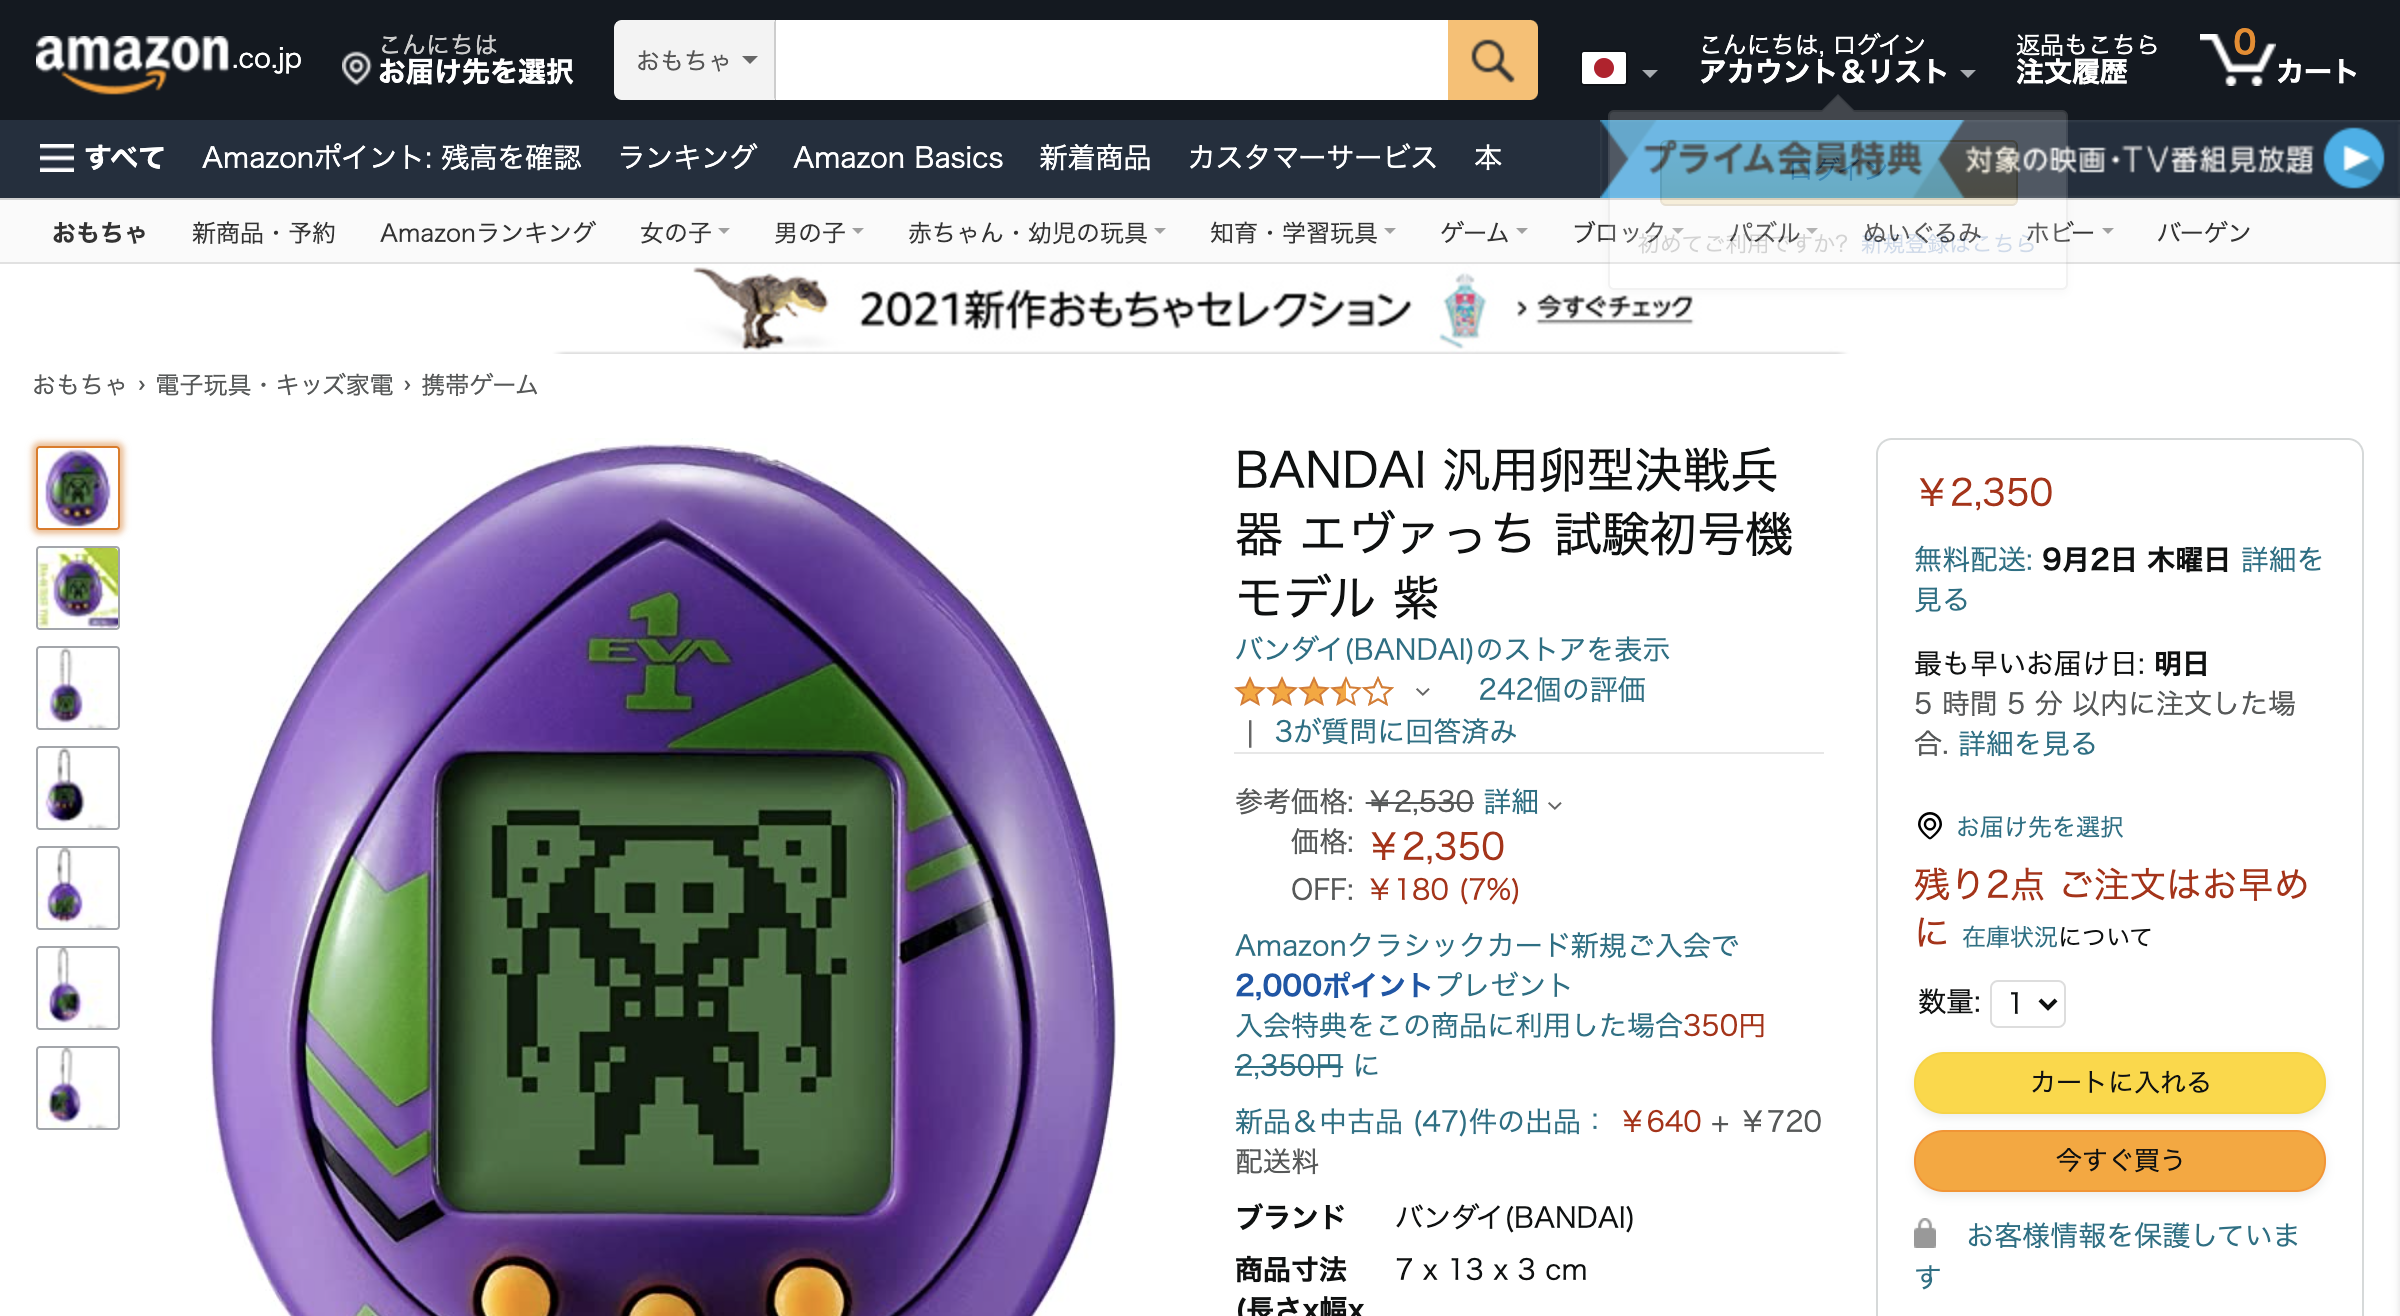 amazon.co.jp
こんにちは
お届け先を選択
おもちゃ
こんにちは, ログイン
アカウント＆リスト
返品もこちら
注文履歴
0
カート
すべて
Amazonポイント: 残高を確認
ランキング
Amazon Basics
新着商品
カスタマーサービス
本
プライム会員特典
ログイン
対象の映画・TV番組見放題
おもちゃ
新商品・予約
Amazonランキング
女の子
男の子
赤ちゃん・幼児の玩具
知育・学習玩具
ゲーム
ブロック
パズル
ぬいぐるみ
ホビー
バーゲン
初めてご利用ですか? 新規登録はこちら
2021新作おもちゃセレクション
› 今すぐチェック
おもちゃ › 電子玩具・キッズ家電 › 携帯ゲーム
1
EVA
1
BANDAI 汎用卵型決戦兵
器 エヴァっち 試験初号機
モデル 紫
バンダイ(BANDAI)のストアを表示
242個の評価
| 3が質問に回答済み
参考価格: ￥2,530 詳細
価格: ￥2,350
OFF: ￥180 (7%)
Amazonクラシックカード新規ご入会で
2,000ポイントプレゼント
入会特典をこの商品に利用した場合350円
2,350円 に
新品＆中古品 (47)件の出品： ￥640 + ￥720
配送料
ブランド バンダイ(BANDAI)
商品寸法 7 x 13 x 3 cm
(長さx幅x
￥2,350
無料配送: 9月2日 木曜日 詳細を
見る
最も早いお届け日: 明日
5 時間 5 分 以内に注文した場
合. 詳細を見る
お届け先を選択
残り2点 ご注文はお早め
に 在庫状況について
数量: 1
カートに入れる
今すぐ買う
お客様情報を保護していま
す